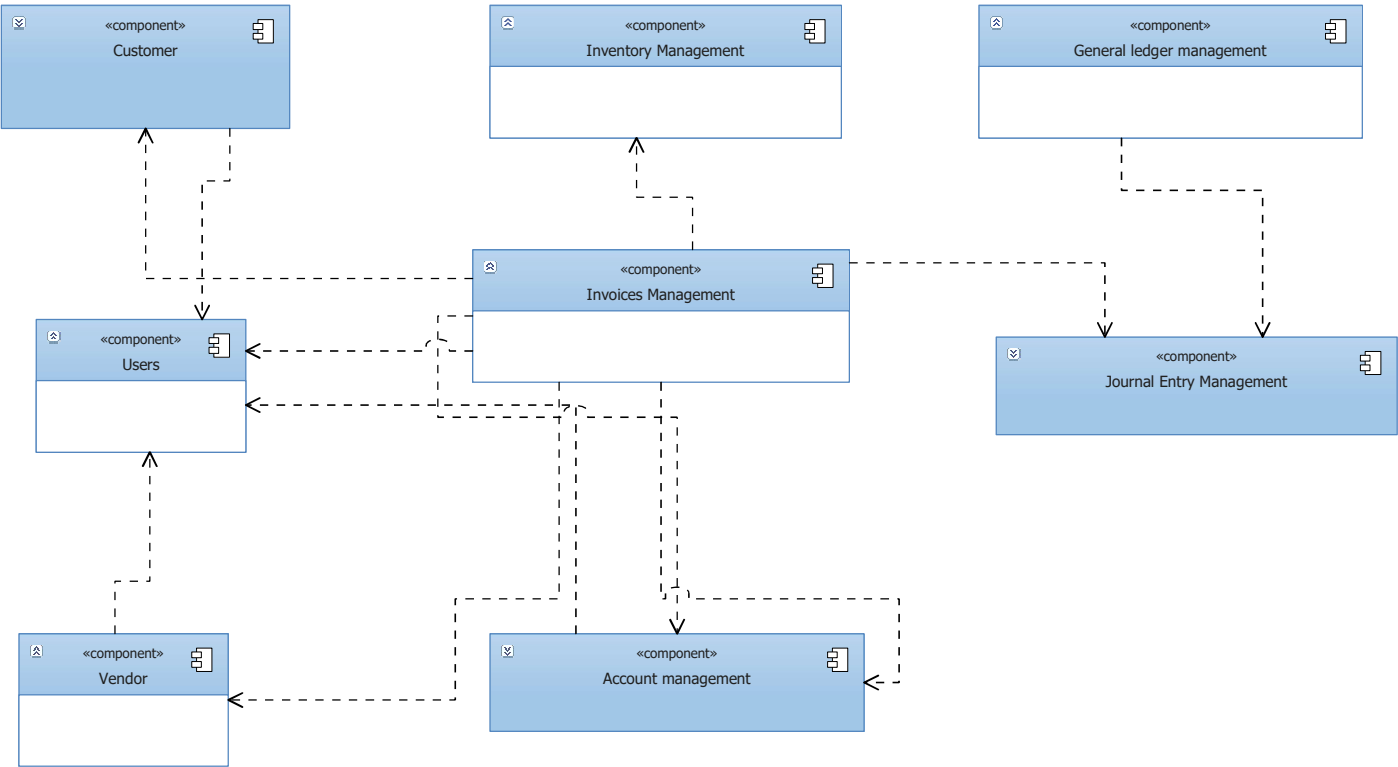 «component»
Customer
«component»
Inventory Management
«component»
General ledger management
«component»
Invoices Management
«component»
Users
«component»
Journal Entry Management
«component»
Vendor
«component»
Account management